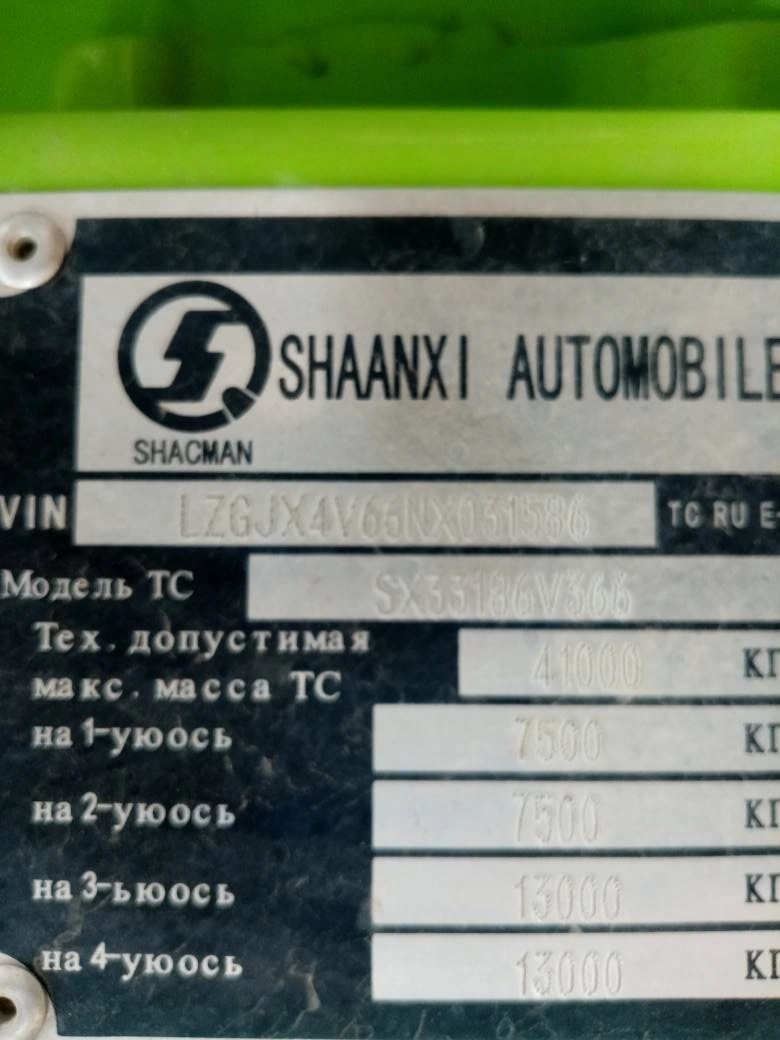 SHAANXI AUTOMOBILE
SHACMAN
VIN LZGJX4V66NX031586 TC RU E-
Модель ТС SX33186V366
Тех. допустимая
макс. масса ТС 41000 КГ
на 1-уюось 7500 КГ
на 2-уюось 7500 КГ
на 3-ьюось 13000 КГ
на 4-уюось 13000 КГ